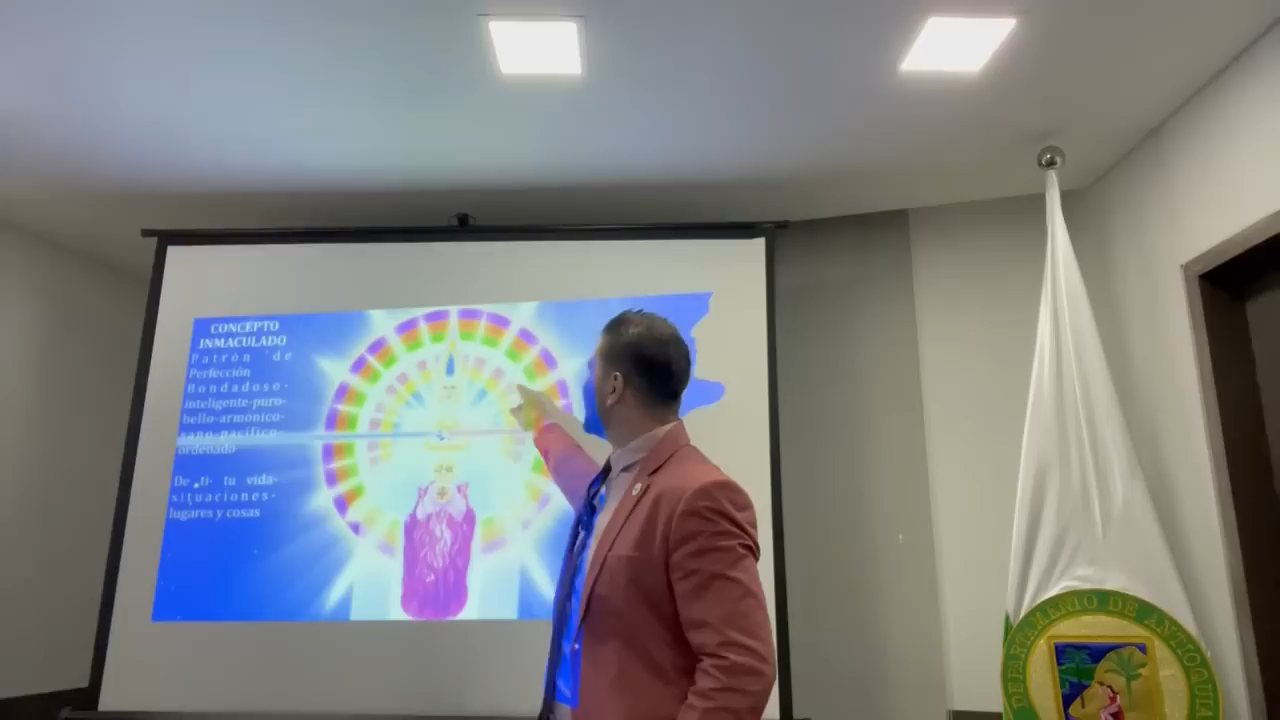 CONCEPTO
INMACULADO
Patrón de
Perfección
Bondadoso-
inteligente-puro-
bello-armónico-
sano-pacífico-
ordenado
De ti- tu vida-
situaciones-
lugares y cosas
DEPARTAMENTO DE ANTIOQUIA